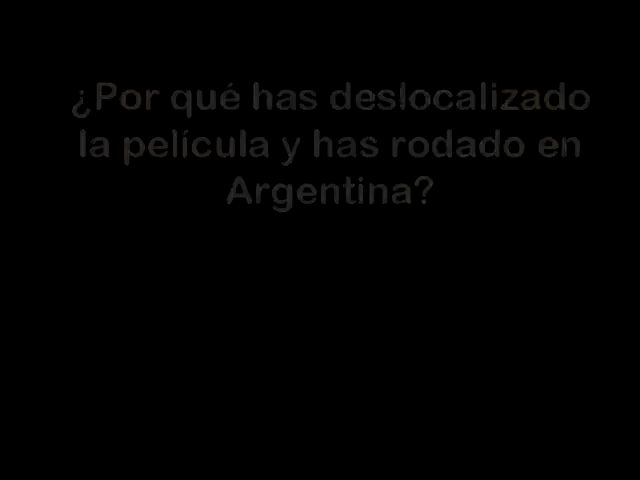 ¿Por qué has deslocalizado
la película y has rodado en
Argentina?